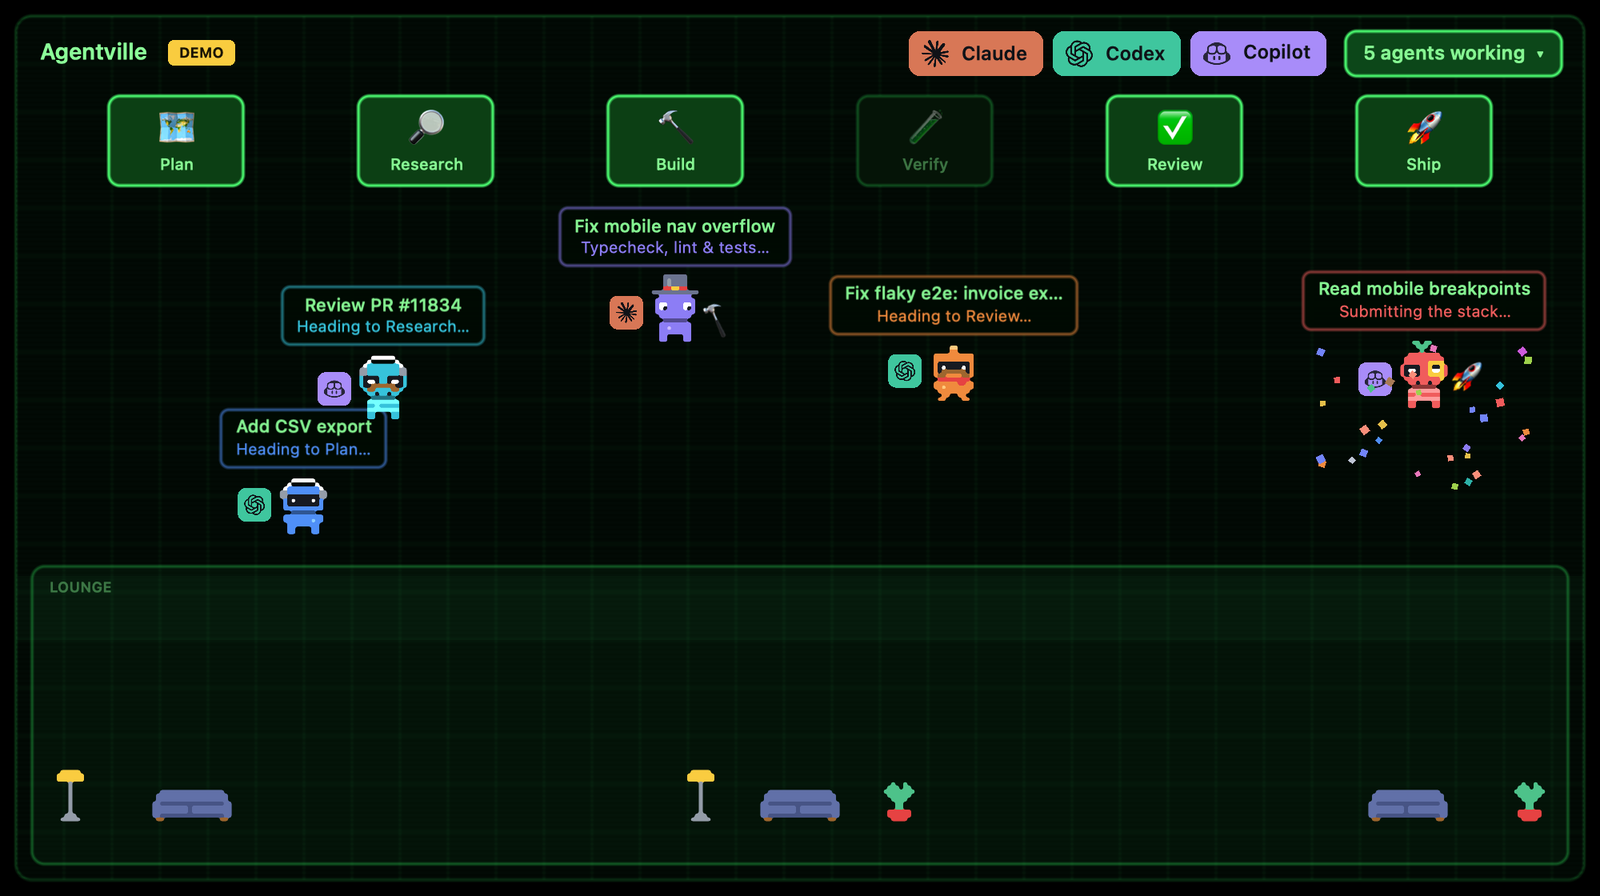 Agentville
DEMO
Claude
Codex
Copilot
5 agents working
Plan
Research
Build
Verify
Review
Ship
Fix mobile nav overflow
Typecheck, lint & tests...
Review PR #11834
Heading to Research...
Fix flaky e2e: invoice ex...
Heading to Review...
Read mobile breakpoints
Submitting the stack...
Add CSV export
Heading to Plan...
LOUNGE